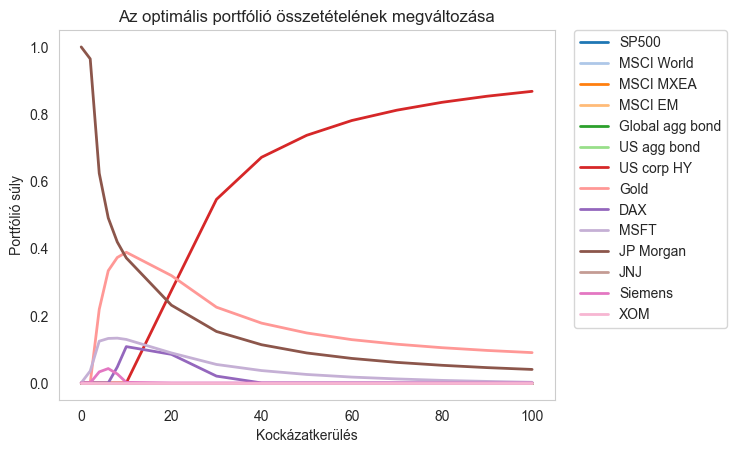 Az optimális portfólió összetételének megváltozása
Portfólió súly
1.0
0.8
0.6
0.4
0.2
0.0
0
20
40
60
80
100
Kockázatkerülés
SP500
MSCI World
MSCI MXEA
MSCI EM
Global agg bond
US agg bond
US corp HY
Gold
DAX
MSFT
JP Morgan
JNJ
Siemens
XOM